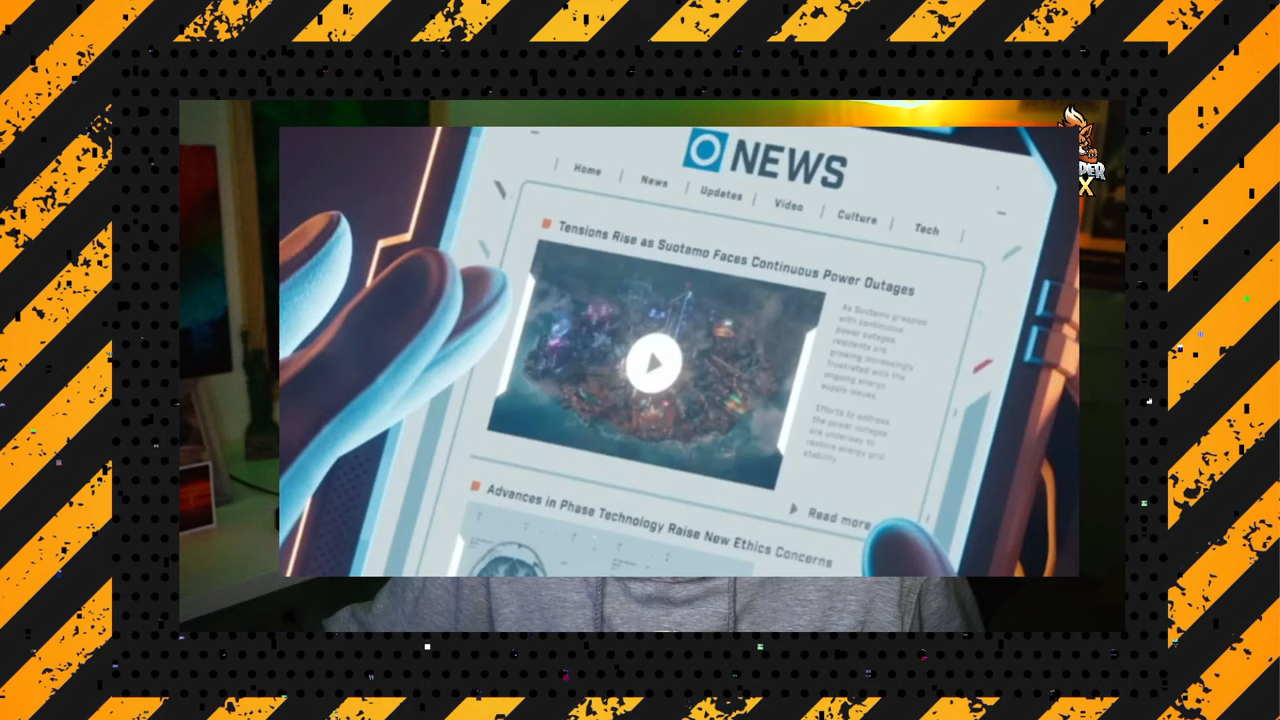 NEWS
Home News Updates Video Culture Tech
Tensions Rise as Suotamo Faces Continuous Power Outages
As Suotamo grapples
with continuous
power outages,
residents are
growing increasingly
frustrated with the
ongoing energy
supply issues.
Efforts to address
the power outages
are underway to
restore energy grid
stability.
Read more
Advances in Phase Technology Raise New Ethics Concerns
X